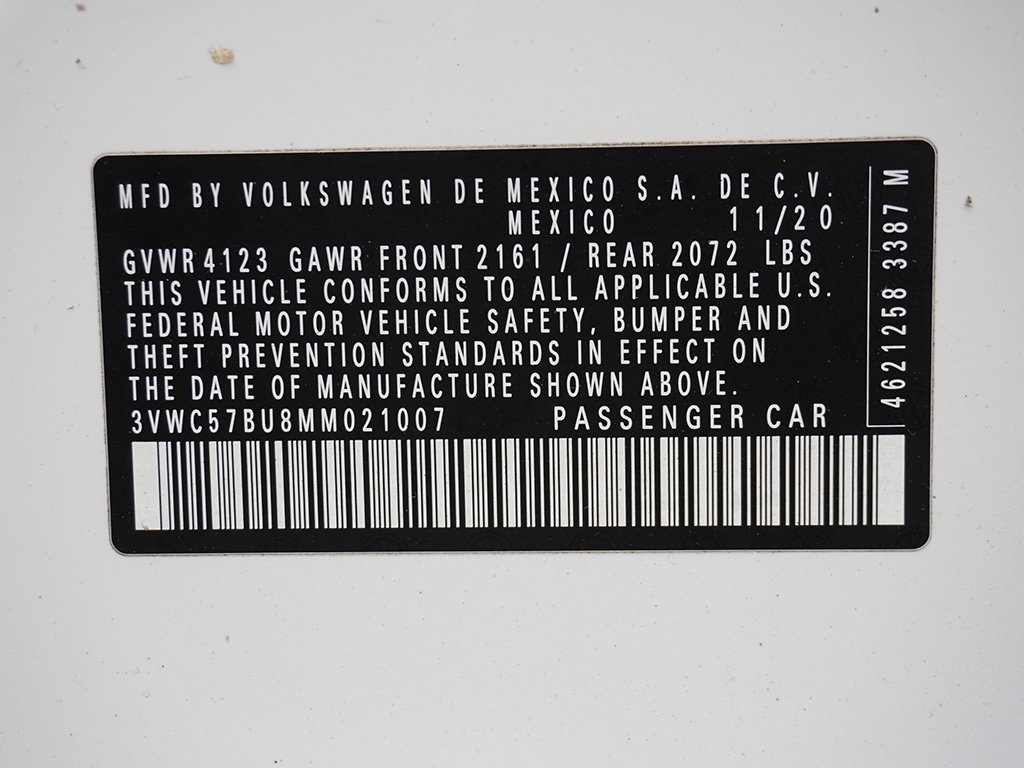 MFD BY VOLKSWAGEN DE MEXICO S.A. DE C.V.
MEXICO 11/20
GVWR 4123 GAWR FRONT 2161 / REAR 2072 LBS
THIS VEHICLE CONFORMS TO ALL APPLICABLE U.S.
FEDERAL MOTOR VEHICLE SAFETY, BUMPER AND
THEFT PREVENTION STANDARDS IN EFFECT ON
THE DATE OF MANUFACTURE SHOWN ABOVE.
3VWC57BU8MM021007 PASSENGER CAR
4621258 3387 M